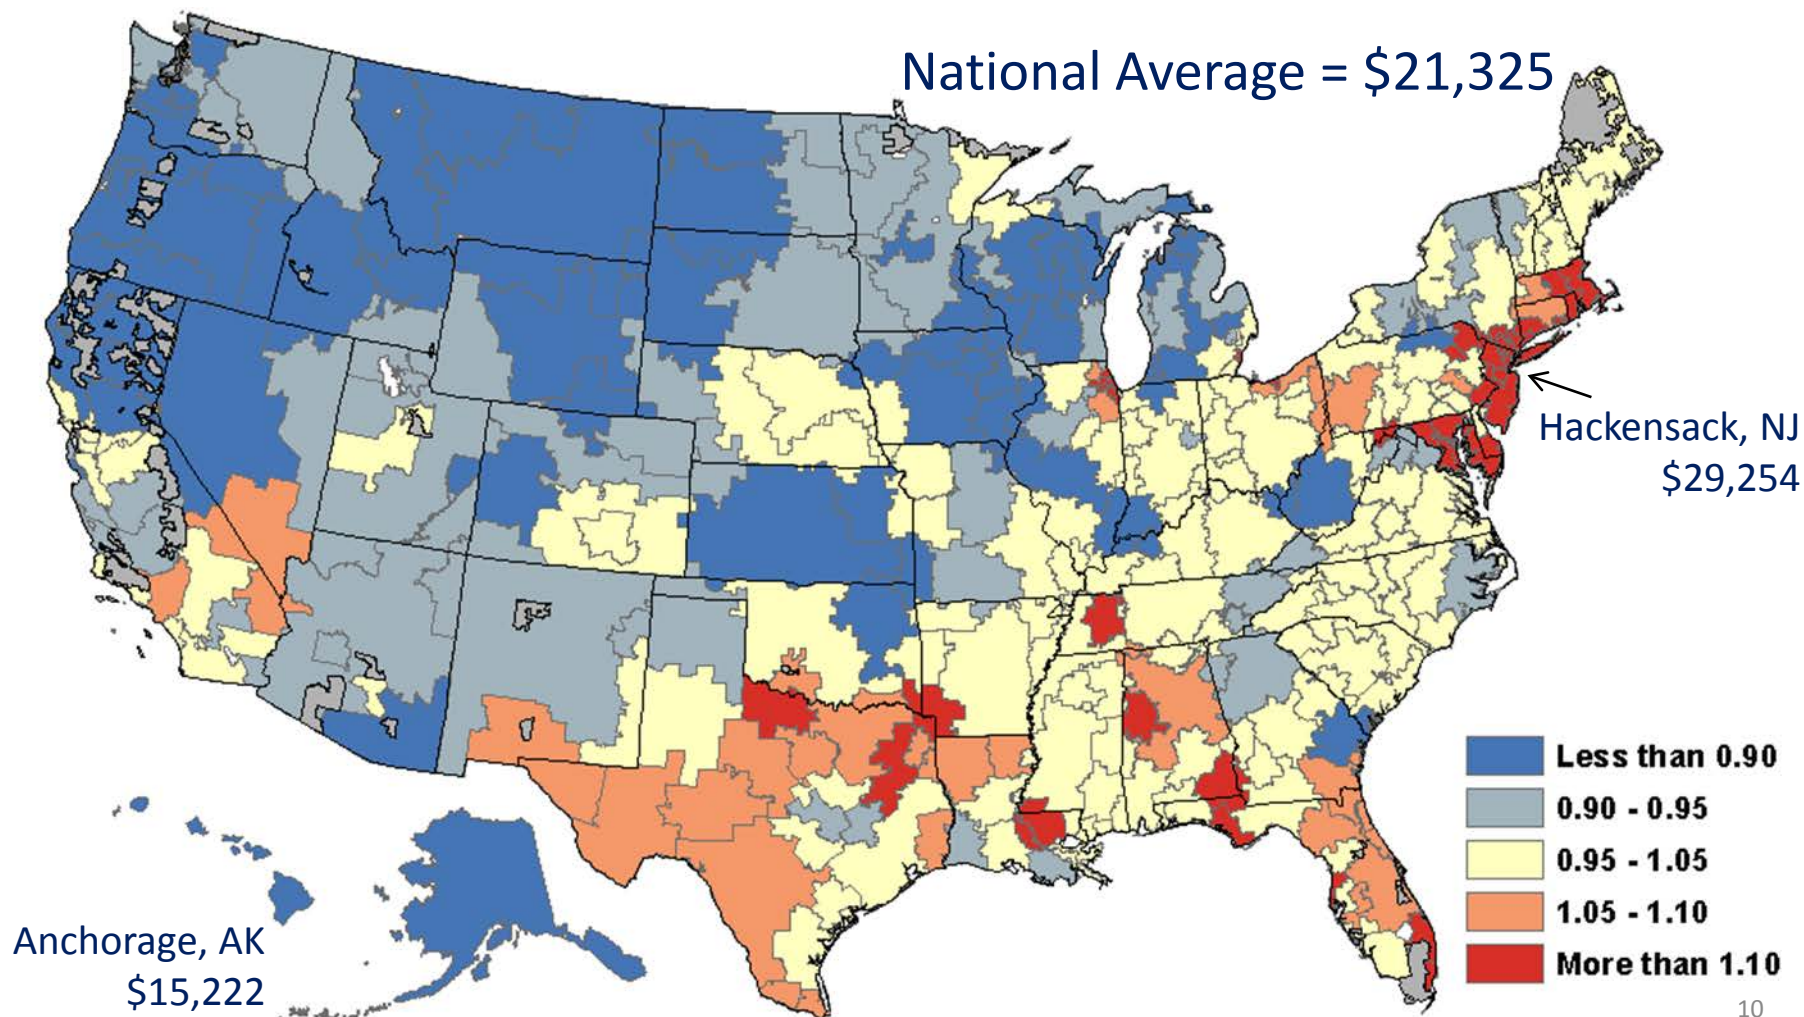 National Average = $21,325
Hackensack, NJ
$29,254
Less than 0.90
0.90 - 0.95
0.95 - 1.05
1.05 - 1.10
More than 1.10
Anchorage, AK
$15,222
10